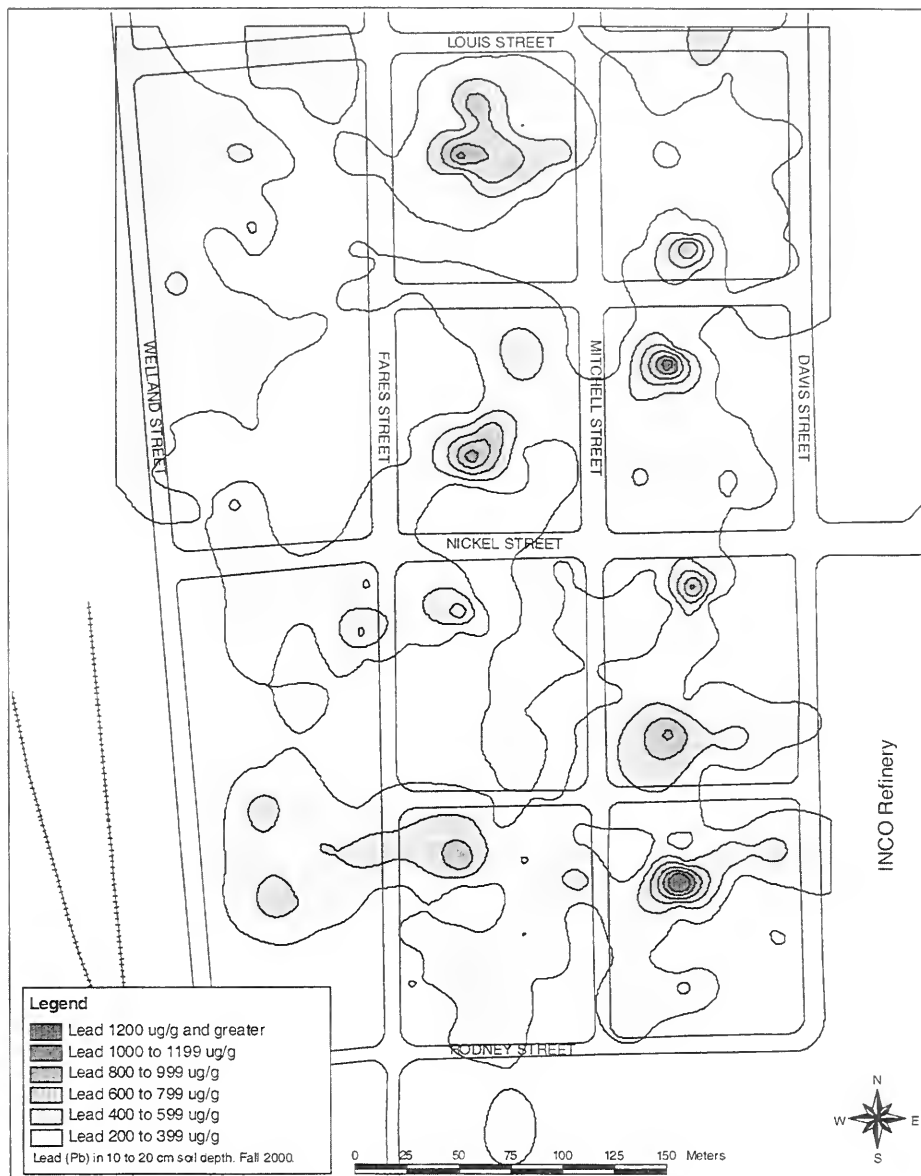 LOUIS STREET
WELLAND STREET
FARES STREET
MITCHELL STREET
DAVIS STREET
NICKEL STREET
INCO Refinery
RODNEY STREET
Legend
Lead 1200 ug/g and greater
Lead 1000 to 1199 ug/g
Lead 800 to 999 ug/g
Lead 600 to 799 ug/g
Lead 400 to 599 ug/g
Lead 200 to 399 ug/g
Lead (Pb) in 10 to 20 cm soil depth. Fall 2000.
0 50 100 150 Meters
N
W E
S